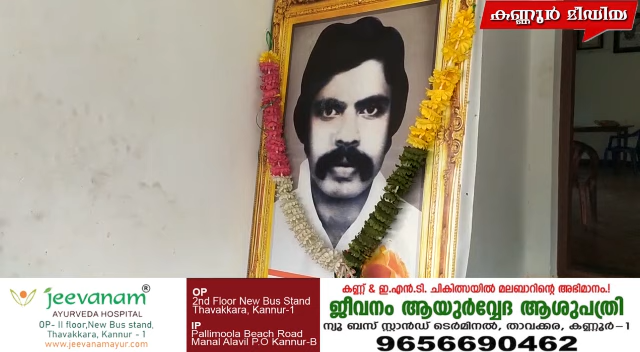 കണ്ണൂർ മീഡിയ
jeevanam®
AYURVEDA HOSPITAL
OP- II floor,New Bus stand,
Thavakkara, Kannur - 1
www.jeevanamayur.com
OP
2nd Floor New Bus Stand
Thavakkara, Kannur-1
IP
Pallimoola Beach Road
Manal Alavil P.O Kannur-B
കണ്ണ് & ഇ.എൻ.ടി. ചികിത്സയിൽ മലബാറിന്റെ അഭിമാനം.!
ജീവനം ആയുർവ്വേദ ആശുപത്രി
ന്യൂ ബസ് സ്റ്റാൻഡ് ടെർമിനൽ, താവക്കര, കണ്ണൂർ-1
9656690462